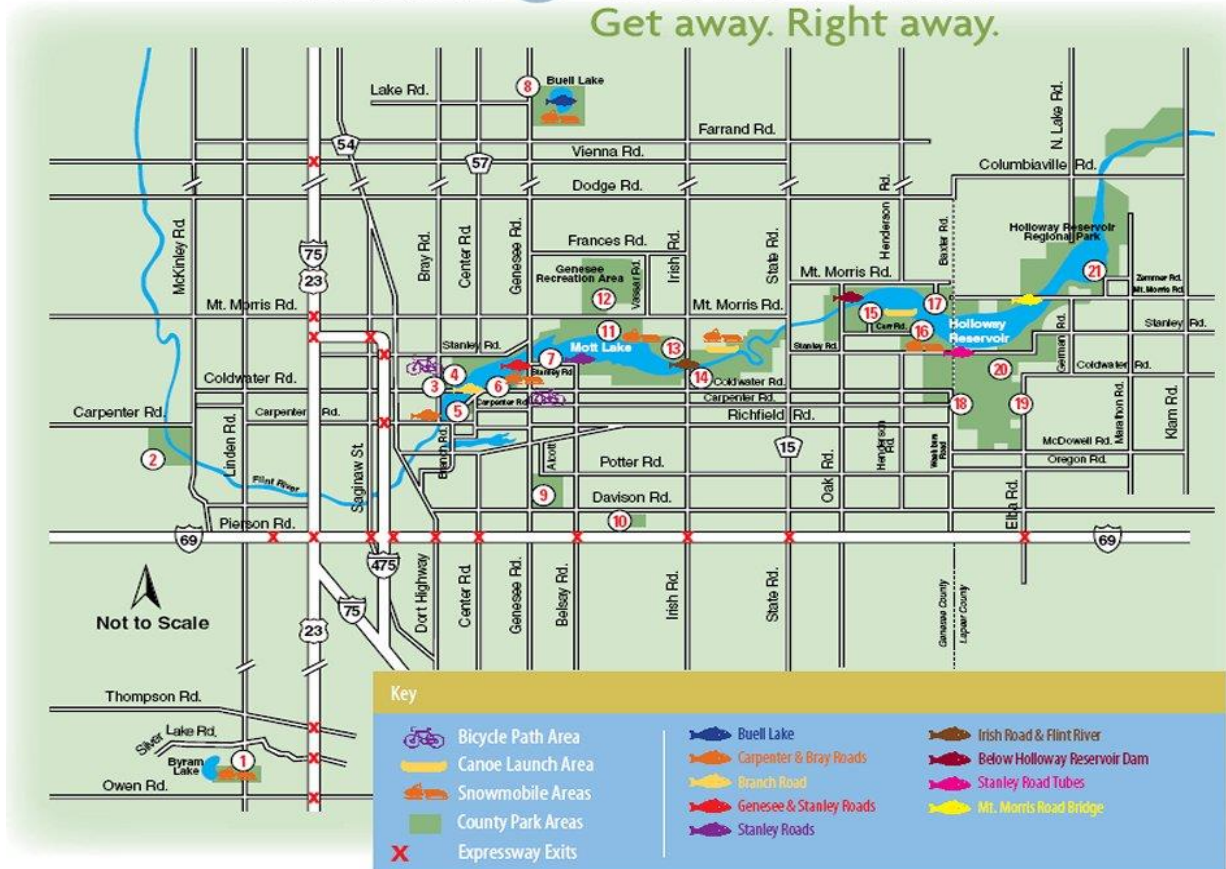 Get away. Right away.
8
Buell Lake
Lake Rd.
N. Lake Rd.
Farrand Rd.
54
Vienna Rd.
57
Columbiaville Rd.
Dodge Rd.
McKinley Rd.
Bray Rd.
Center Rd.
Genesee Rd.
Frances Rd.
Vassar Rd.
Irish Rd.
State Rd.
Henderson Rd.
Baxter Rd.
Holloway Reservoir
Regional Park
75
23
Genesee
Recreation Area
12
Mt. Morris Rd.
21
Zemmer Rd.
Mt. Morris Rd.
Mt. Morris Rd.
Mt. Morris Rd.
15
17
Carr Rd.
16
Holloway
Reservoir
Stanley Rd.
11
Mott Lake
13
Stanley Rd.
7
Stanley Rd.
Stanley Rd.
German Rd.
Coldwater Rd.
3
4
6
14
Coldwater Rd.
20
Coldwater Rd.
Carpenter Rd.
Carpenter Rd.
5
Carpenter Rd.
Carpenter Rd.
Richfield Rd.
18
19
Marathon Rd.
Klam Rd.
2
Linden Rd.
Saginaw St.
Branch Rd.
15
McDowell Rd.
Oregon Rd.
Flint River
Alcott
Potter Rd.
Oak Rd.
Henderson Rd.
Washburn
Road
9
Davison Rd.
Elba Rd.
Pierson Rd.
10
69
69
475
Not to Scale
75
23
Dort Highway
Center Rd.
Genesee Rd.
Belsay Rd.
Irish Rd.
State Rd.
Genesee County
Lapeer County
Thompson Rd.
Silver Lake Rd.
Byram
Lake
1
Owen Rd.
Key
Bicycle Path Area
Canoe Launch Area
Snowmobile Areas
County Park Areas
X Expressway Exits
Buell Lake
Carpenter & Bray Roads
Branch Road
Genesee & Stanley Roads
Stanley Roads
Irish Road & Flint River
Below Holloway Reservoir Dam
Stanley Road Tubes
Mt. Morris Road Bridge